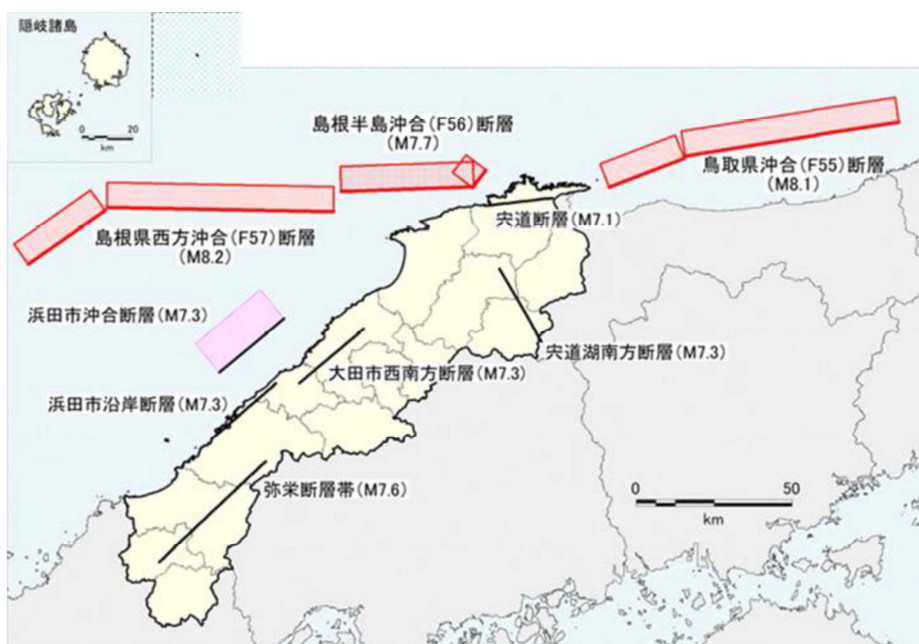 隠岐諸島
0 20
km
島根半島沖合(F56)断層
(M7.7)
鳥取県沖合(F55)断層
(M8.1)
宍道断層(M7.1)
島根県西方沖合(F57)断層
(M8.2)
浜田市沖合断層(M7.3)
宍道湖南方断層(M7.3)
大田市西南方断層(M7.3)
浜田市沿岸断層(M7.3)
弥栄断層帯(M7.6)
0 50
km